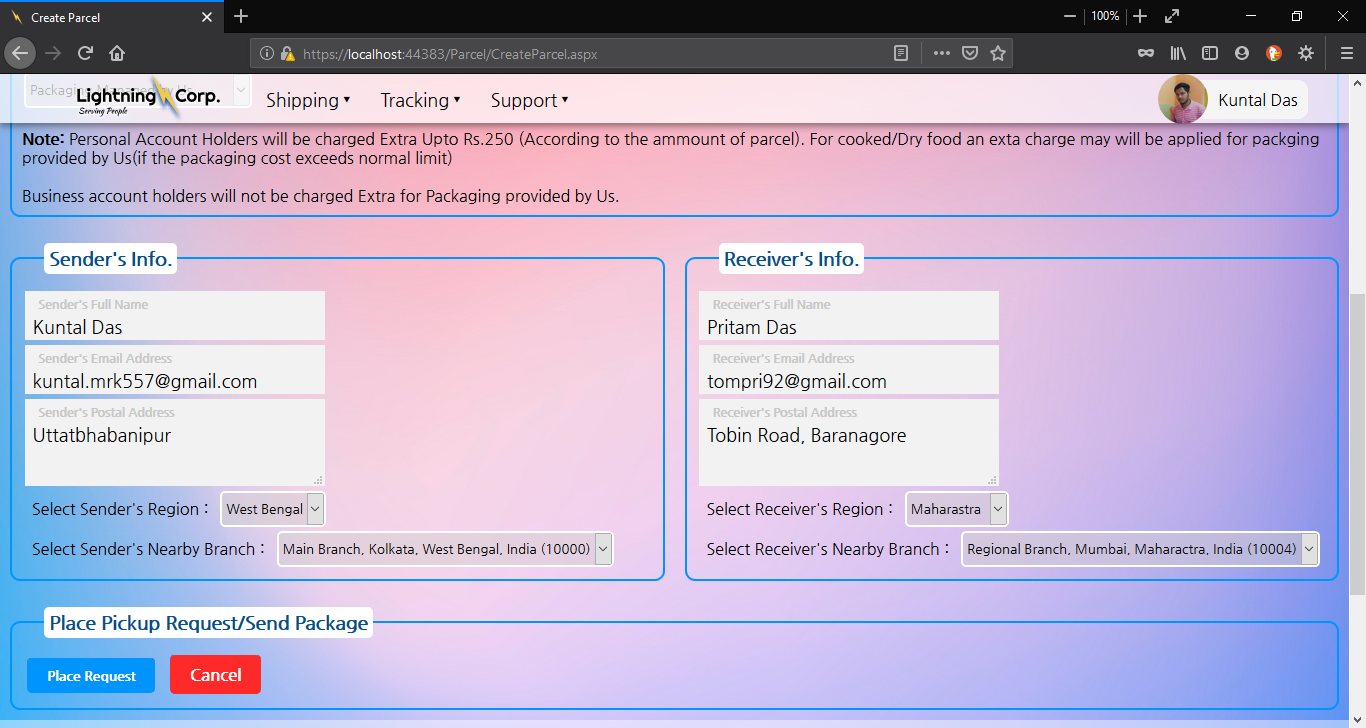 Create Parcel
100%
https://localhost:44383/Parcel/CreateParcel.aspx
Lightning Corp.
Serving People
Shipping
Tracking
Support
Kuntal Das
Note: Personal Account Holders will be charged Extra Upto Rs.250 (According to the ammount of parcel). For cooked/Dry food an exta charge may will be applied for packging
provided by Us(if the packaging cost exceeds normal limit)
Business account holders will not be charged Extra for Packaging provided by Us.
Sender's Info.
Sender's Full Name
Kuntal Das
Sender's Email Address
kuntal.mrk557@gmail.com
Sender's Postal Address
Uttatbhabanipur
Select Sender's Region :
West Bengal
Select Sender's Nearby Branch :
Main Branch, Kolkata, West Bengal, India (10000)
Receiver's Info.
Receiver's Full Name
Pritam Das
Receiver's Email Address
tompri92@gmail.com
Receiver's Postal Address
Tobin Road, Baranagore
Select Receiver's Region :
Maharastra
Select Receiver's Nearby Branch :
Regional Branch, Mumbai, Maharactra, India (10004)
Place Pickup Request/Send Package
Place Request
Cancel